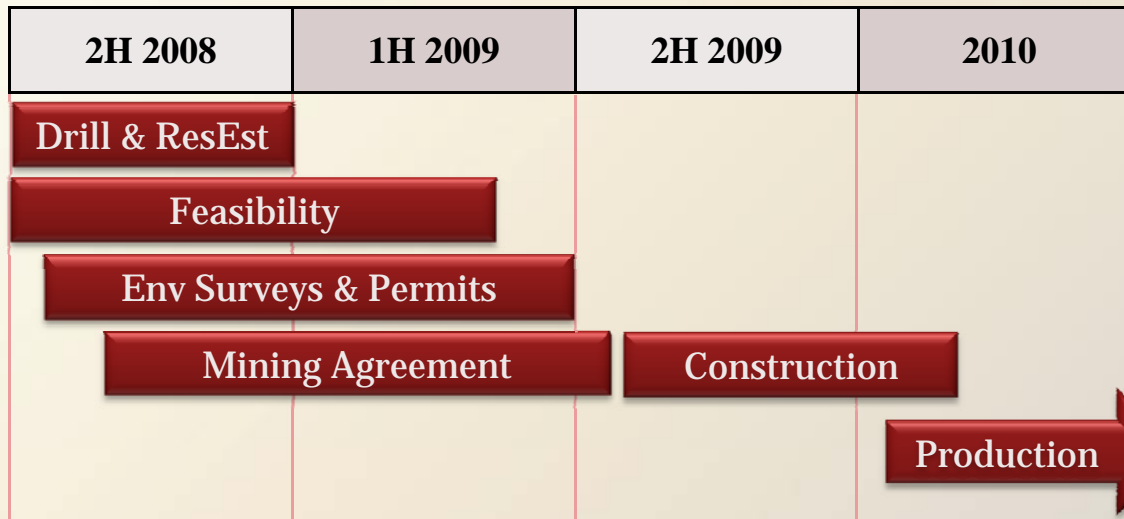 2H 2008 1H 2009 2H 2009 2010
Drill & ResEst
Feasibility
Env Surveys & Permits
Mining Agreement Construction
Production